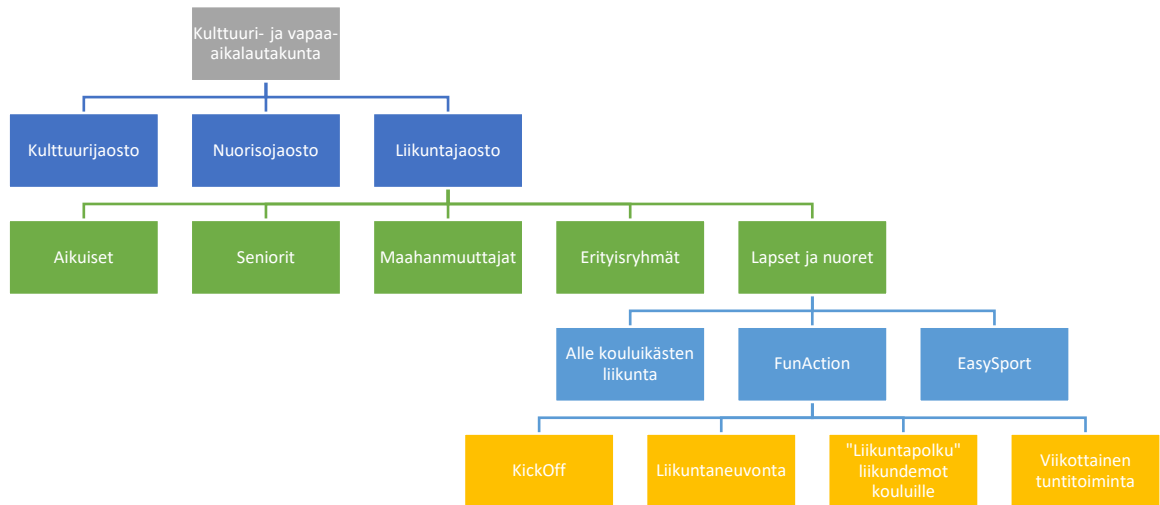 Kulttuuri- ja vapaa-
aikalautakunta
Kulttuurijaosto
Nuorisojaosto
Liikuntajaosto
Aikuiset
Seniorit
Maahanmuuttajat
Erityisryhmät
Lapset ja nuoret
Alle kouluikästen
liikunta
FunAction
EasySport
KickOff
Liikuntaneuvonta
"Liikuntapolku"
liikundemot
kouluille
Viikottainen
tuntitoiminta